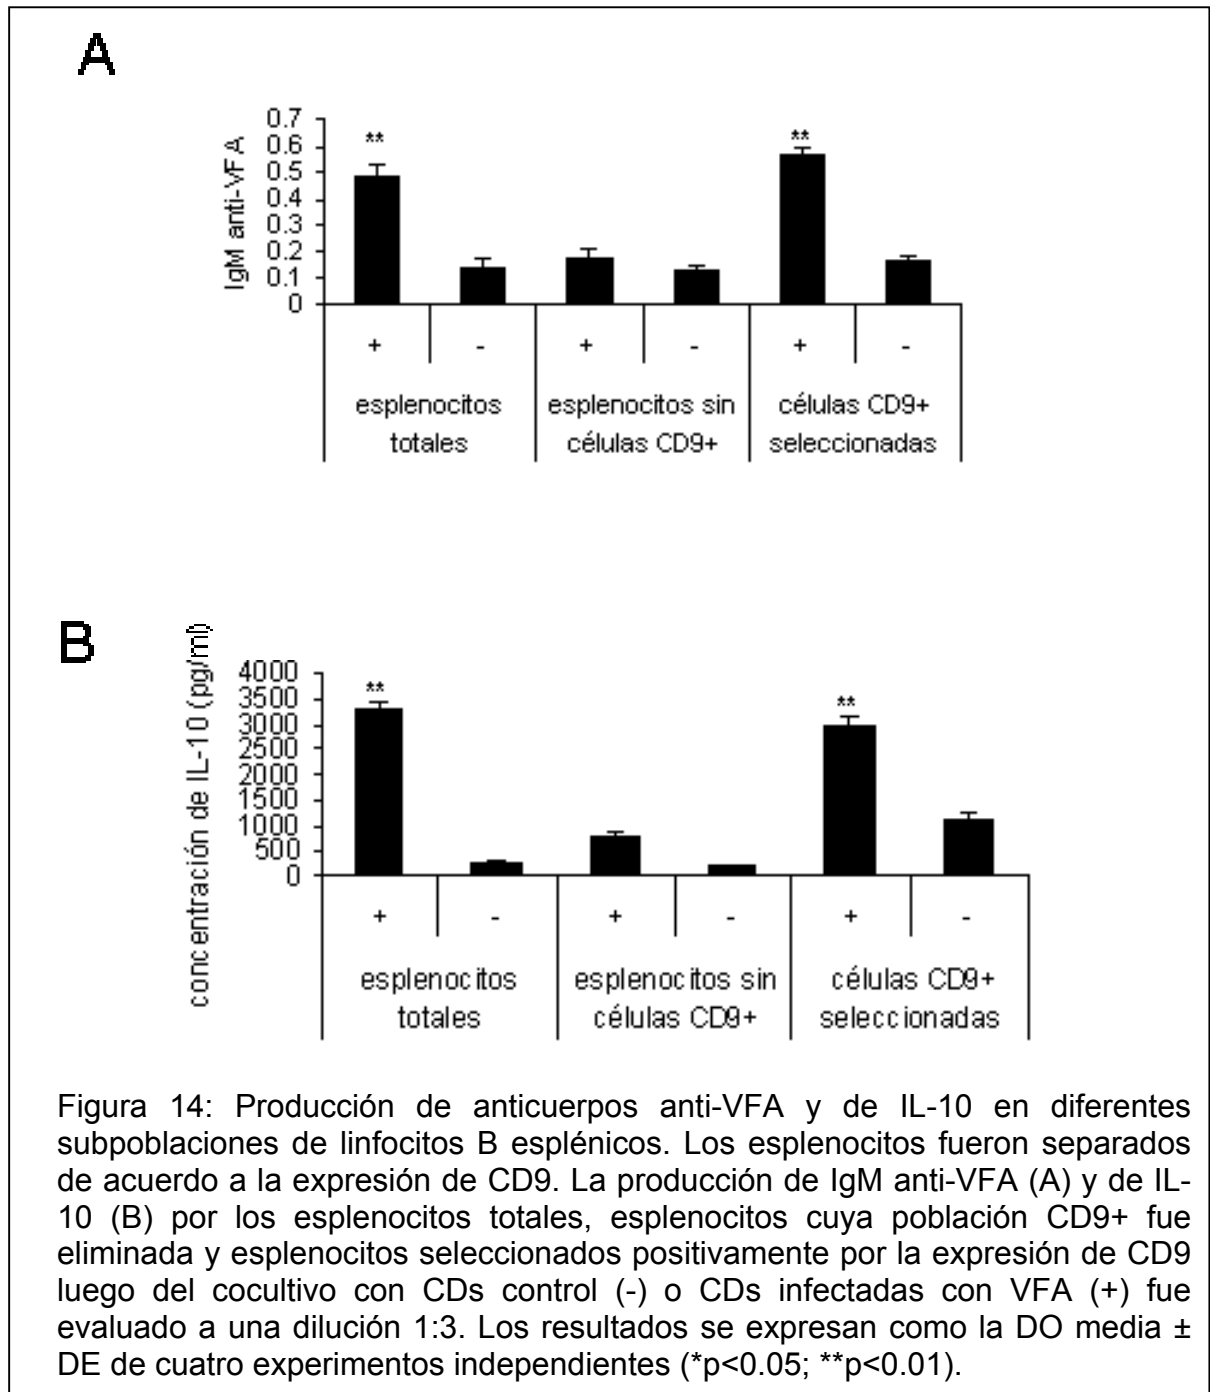 A
IgM anti-VFA
0.7
0.6
0.5
0.4
0.3
0.2
0.1
0
** **
+ - + - + -
esplenocitos totales
esplenocitos sin células CD9+
células CD9+ seleccionadas
B
concentración de IL-10 (pg/ml)
4000
3500
3000
2500
2000
1500
1000
500
0
** **
+ - + - + -
esplenocitos totales
esplenocitos sin células CD9+
células CD9+ seleccionadas
Figura 14: Producción de anticuerpos anti-VFA y de IL-10 en diferentes
subpoblaciones de linfocitos B esplénicos. Los esplenocitos fueron separados
de acuerdo a la expresión de CD9. La producción de IgM anti-VFA (A) y de IL-
10 (B) por los esplenocitos totales, esplenocitos cuya población CD9+ fue
eliminada y esplenocitos seleccionados positivamente por la expresión de CD9
luego del cocultivo con CDs control (-) o CDs infectadas con VFA (+) fue
evaluado a una dilución 1:3. Los resultados se expresan como la DO media ±
DE de cuatro experimentos independientes (*p<0.05; **p<0.01).